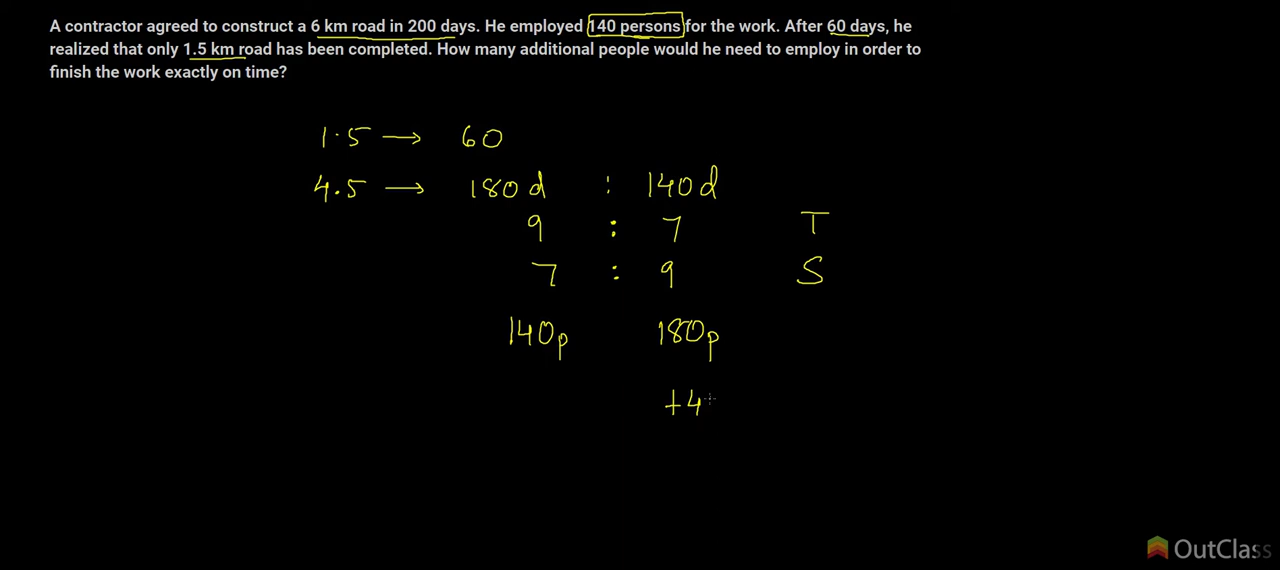 A contractor agreed to construct a 6 km road in 200 days. He employed 140 persons for the work. After 60 days, he
realized that only 1.5 km road has been completed. How many additional people would he need to employ in order to
finish the work exactly on time?
1.5 → 60
4.5 → 180d : 140d
9 : 7 T
7 : 9 S
140p 180p
+4
OutClass